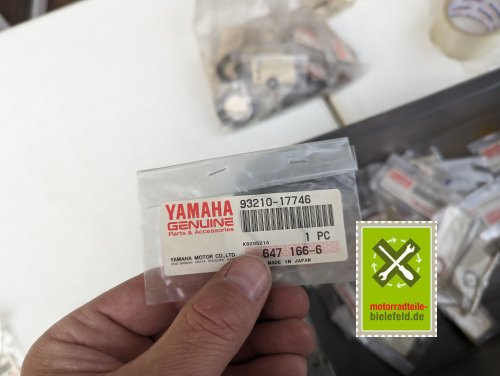 YAMAHA
GENUINE
Parts & Accessories
93210-17746
1 PC
YAMAHA MOTOR CO., LTD.
647 166-6
MADE IN JAPAN
motorradteile-
bielefeld.de